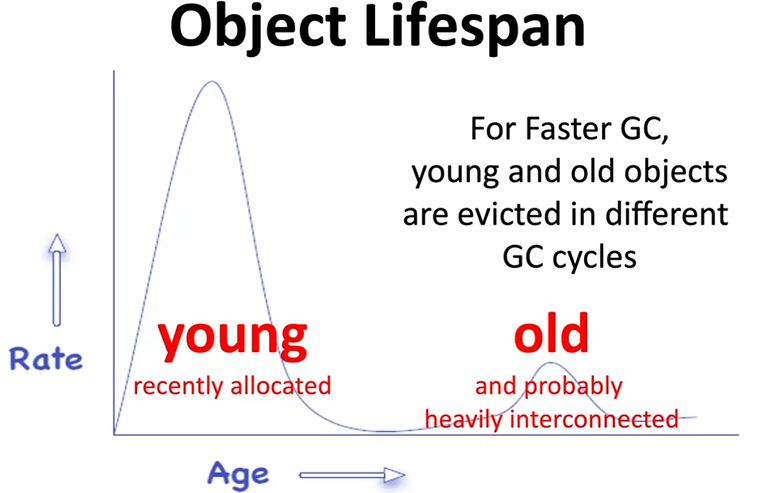 Object Lifespan
For Faster GC,
young and old objects
are evicted in different
GC cycles
young
recently allocated
old
and probably
heavily interconnected
Rate
Age